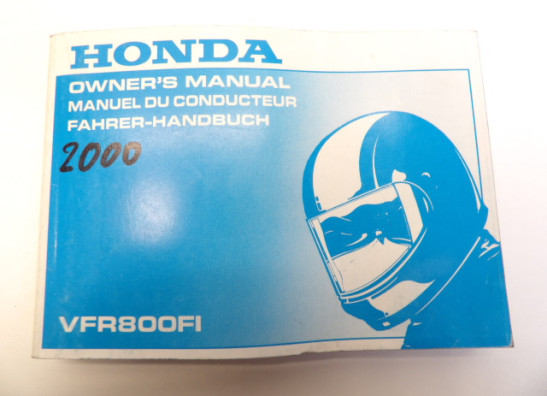 HONDA
OWNER'S MANUAL
MANUEL DU CONDUCTEUR
FAHRER-HANDBUCH
2000
VFR800FI